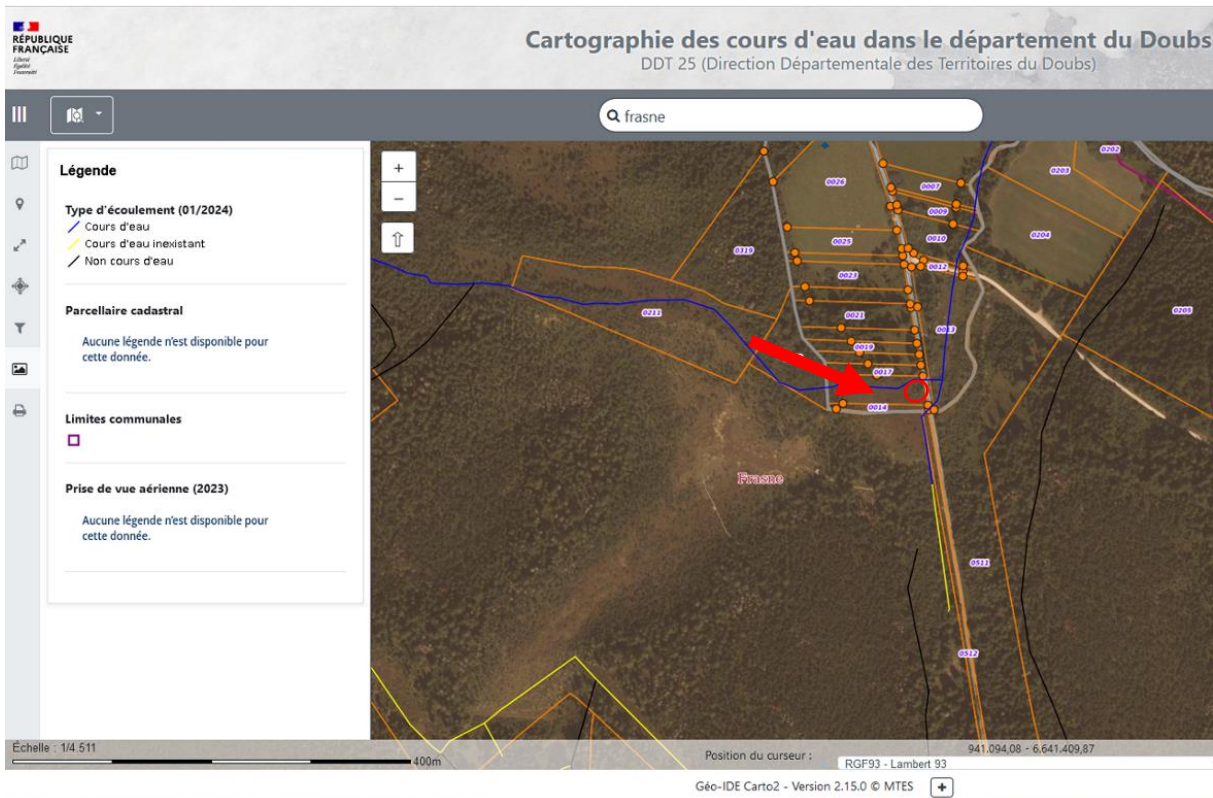 RÉPUBLIQUE
FRANÇAISE
Liberté
Égalité
Fraternité
Cartographie des cours d'eau dans le département du Doubs
DDT 25 (Direction Départementale des Territoires du Doubs)
frasne
Légende
Type d'écoulement (01/2024)
Cours d'eau
Cours d'eau inexistant
Non cours d'eau
Parcellaire cadastral
Aucune légende n'est disponible pour
cette donnée.
Limites communales
Prise de vue aérienne (2023)
Aucune légende n'est disponible pour
cette donnée.
+
−
0202
0203
0026
0007
0009
0204
0010
0025
0319
0012
0023
0205
0211
0021
0013
0019
0017
0014
Frasne
0511
0512
Échelle : 1/4 511
400m
Position du curseur :
941.094,08 - 6.641.409,87
RGF93 - Lambert 93
Géo-IDE Carto2 - Version 2.15.0 © MTES
+